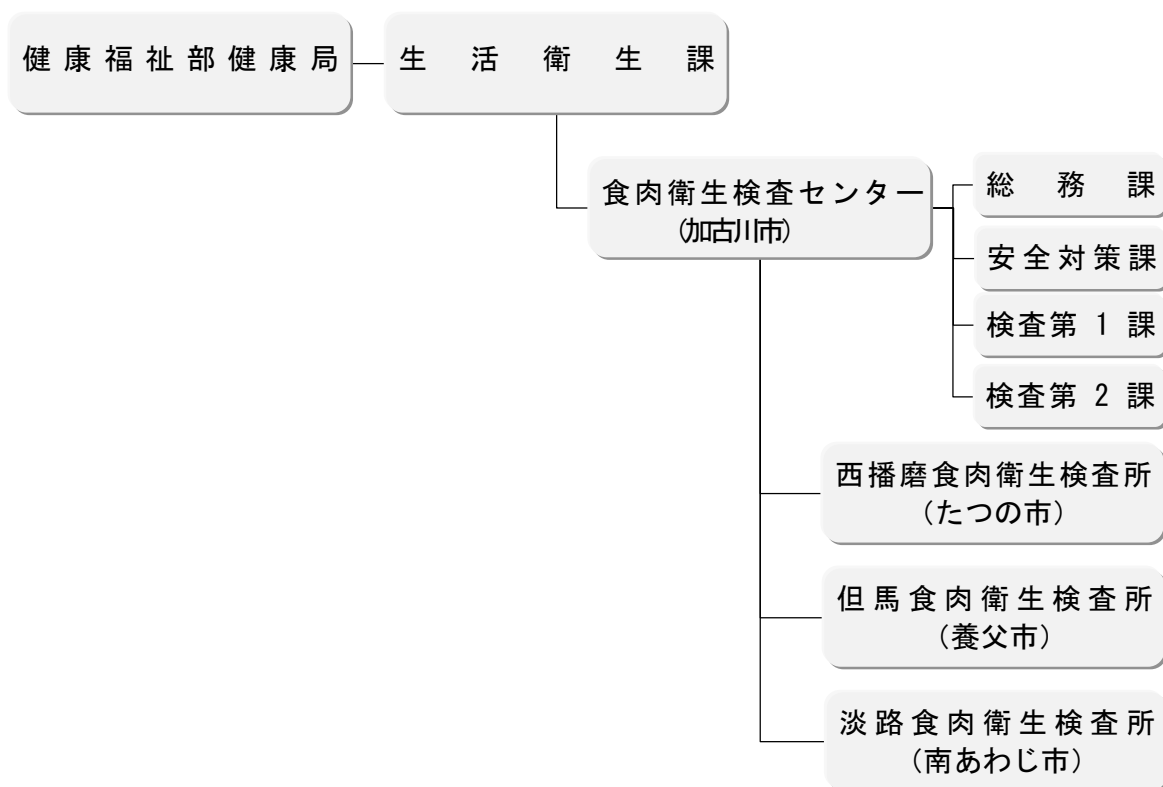 健康福祉部健康局
生活衛生課
食肉衛生検査センター
(加古川市)
総務課
安全対策課
検査第1課
検査第2課
西播磨食肉衛生検査所
(たつの市)
但馬食肉衛生検査所
(養父市)
淡路食肉衛生検査所
(南あわじ市)